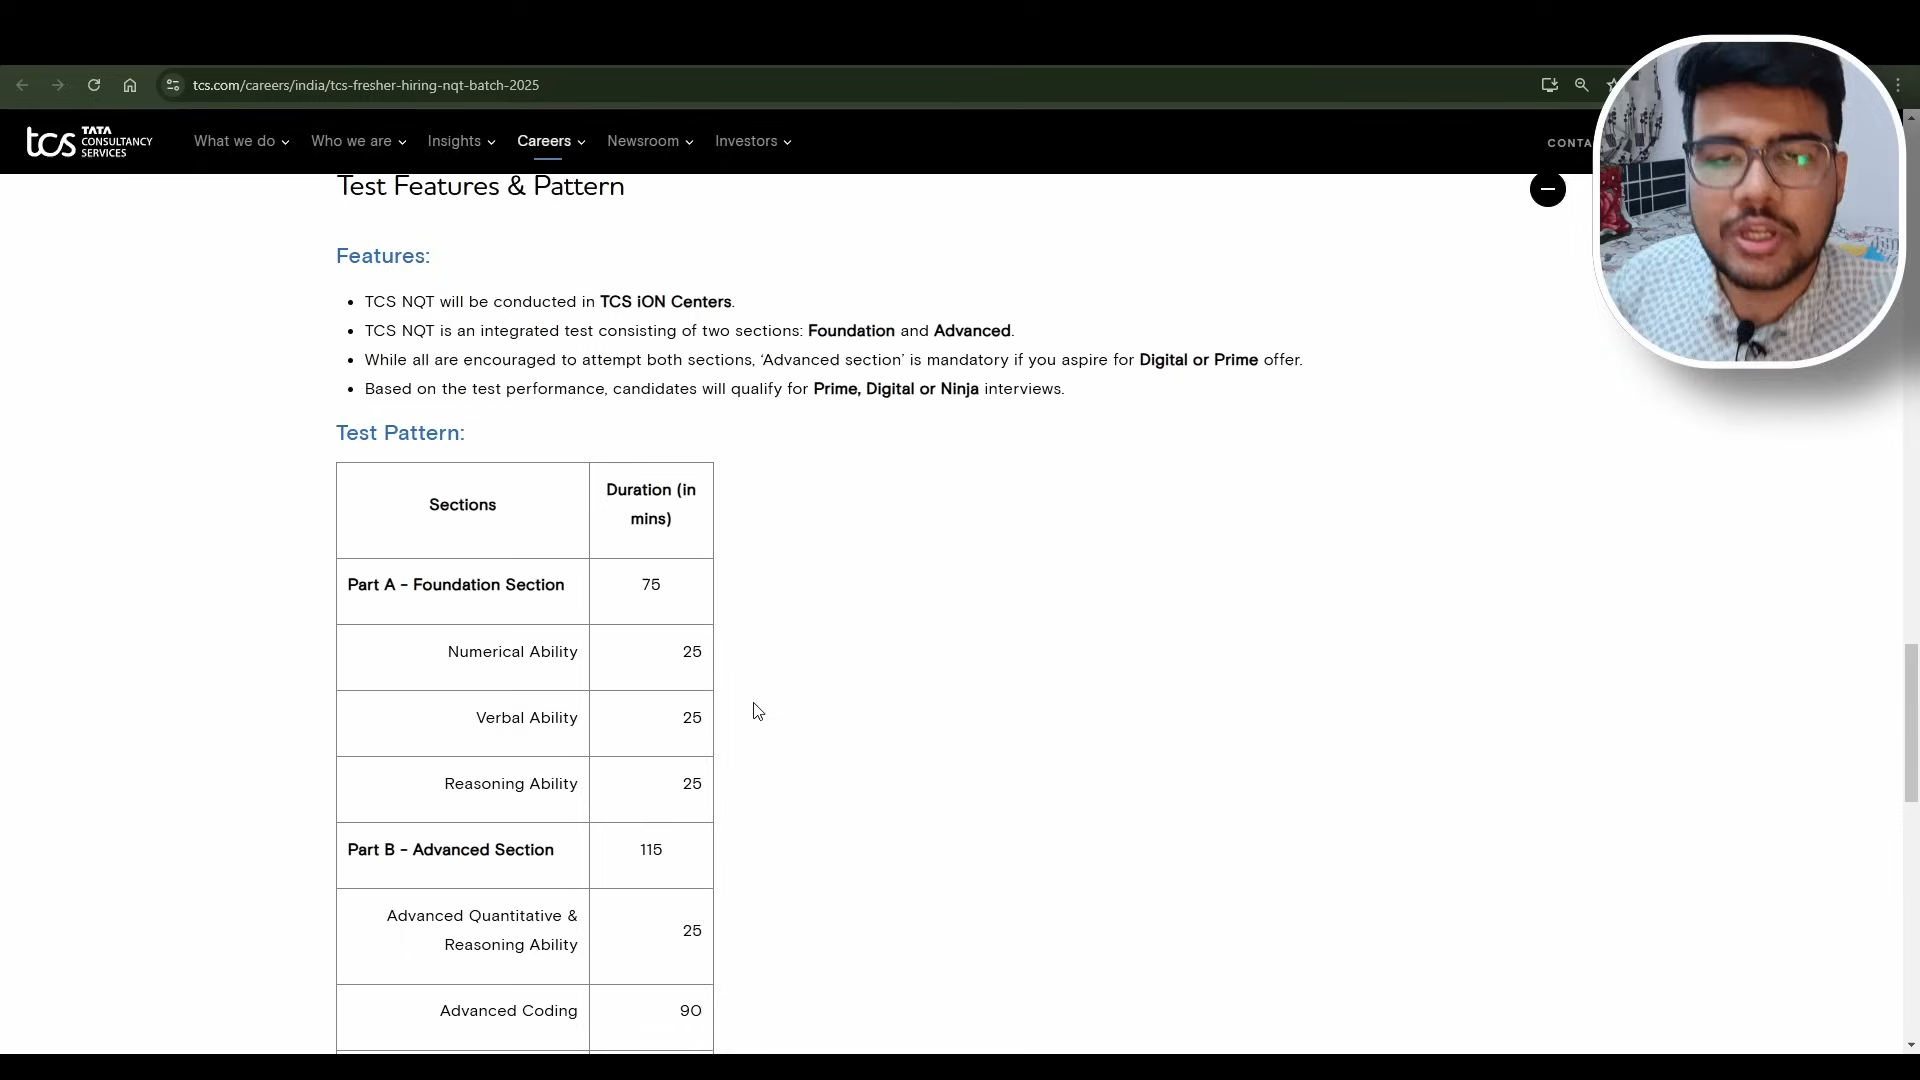 tcs.com/careers/india/tcs-fresher-hiring-nqt-batch-2025
tcs TATA CONSULTANCY SERVICES
What we do
Who we are
Insights
Careers
Newsroom
Investors
CONTA
Test Features & Pattern
Features:
• TCS NQT will be conducted in TCS iON Centers.
• TCS NQT is an integrated test consisting of two sections: Foundation and Advanced.
• While all are encouraged to attempt both sections, ‘Advanced section’ is mandatory if you aspire for Digital or Prime offer.
• Based on the test performance, candidates will qualify for Prime, Digital or Ninja interviews.
Test Pattern:
Sections
Duration (in
mins)
Part A - Foundation Section 75
Numerical Ability 25
Verbal Ability 25
Reasoning Ability 25
Part B - Advanced Section 115
Advanced Quantitative &
Reasoning Ability 25
Advanced Coding 90